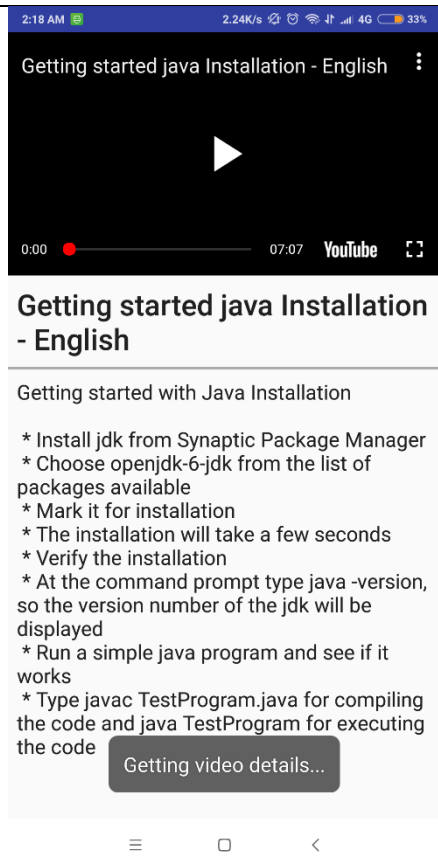 2:18 AM 2.24K/s 4G 33%
Getting started java Installation - English
0:00 07:07 YouTube
Getting started java Installation
- English
Getting started with Java Installation
* Install jdk from Synaptic Package Manager
* Choose openjdk-6-jdk from the list of
packages available
* Mark it for installation
* The installation will take a few seconds
* Verify the installation
* At the command prompt type java -version,
so the version number of the jdk will be
displayed
* Run a simple java program and see if it
works
* Type javac TestProgram.java for compiling
the code and java TestProgram for executing
the code
Getting video details...